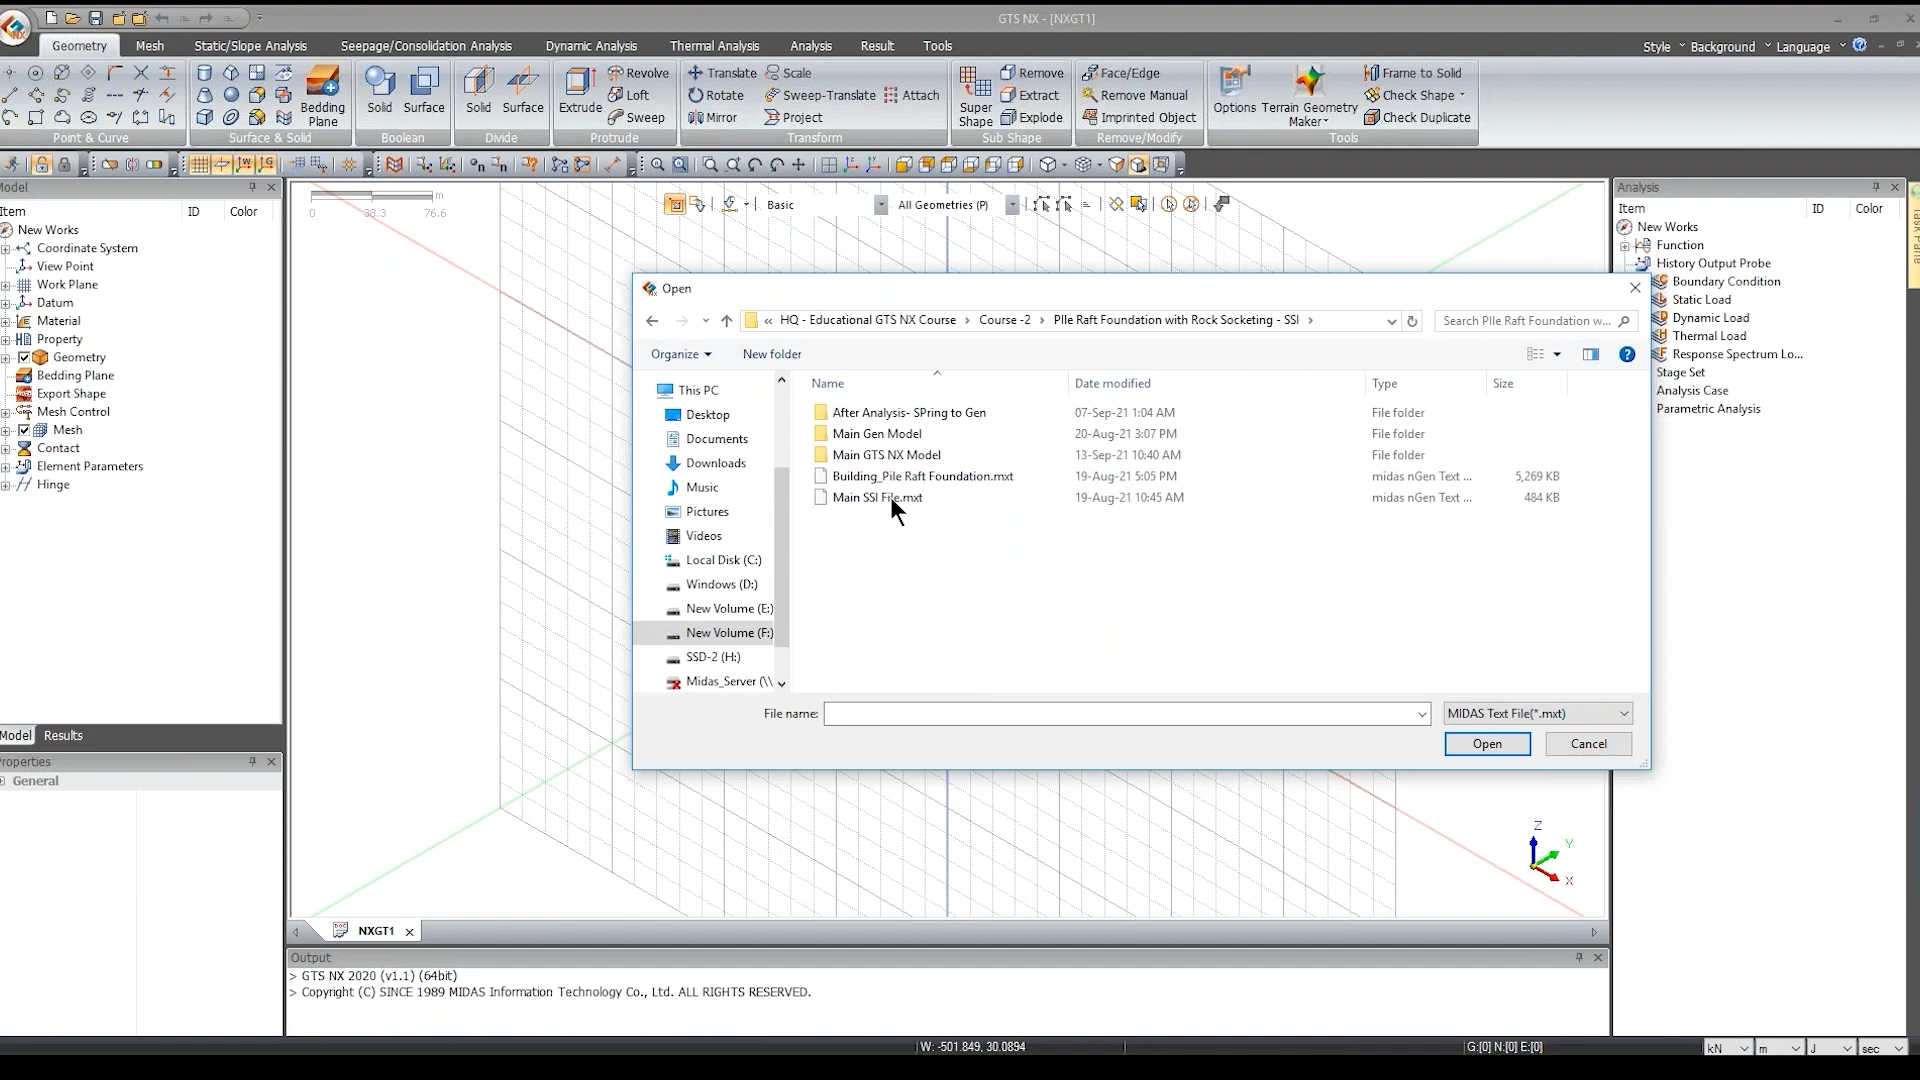 GTS NX - [NXGT1]
Geometry Mesh Static/Slope Analysis Seepage/Consolidation Analysis Dynamic Analysis Thermal Analysis Analysis Result Tools
Style Background Language
Revolve Translate Scale Remove Face/Edge Frame to Solid
Loft Rotate Sweep-Translate Attach Extract Remove Manual Check Shape
Bedding Plane Solid Surface Solid Surface Extrude Super Shape Options Terrain Geometry Maker
Sweep Mirror Project Explode Imprinted Object Check Duplicate
Point & Curve Surface & Solid Boolean Divide Protrude Transform Sub Shape Remove/Modify Tools
Model
Item ID Color
New Works
Coordinate System
View Point
Work Plane
Datum
Material
Property
Geometry
Bedding Plane
Export Shape
Mesh Control
Mesh
Contact
Element Parameters
Hinge
Model Results
Properties
General
m
0 38.3 76.6
Basic All Geometries (P)
Open
« HQ - Educational GTS NX Course › Course -2 › PIle Raft Foundation with Rock Socketing - SSI ›
Search PIle Raft Foundation w...
Organize New folder
This PC
Desktop
Documents
Downloads
Music
Pictures
Videos
Local Disk (C:)
Windows (D:)
New Volume (E:)
New Volume (F:)
SSD-2 (H:)
Midas_Server (\\
Name Date modified Type Size
After Analysis- SPring to Gen 07-Sep-21 1:04 AM File folder
Main Gen Model 20-Aug-21 3:07 PM File folder
Main GTS NX Model 13-Sep-21 10:40 AM File folder
Building_Pile Raft Foundation.mxt 19-Aug-21 5:05 PM midas nGen Text ... 5,269 KB
Main SSI File.mxt 19-Aug-21 10:45 AM midas nGen Text ... 484 KB
File name: MIDAS Text File(*.mxt)
Open Cancel
Analysis
Item ID Color
New Works
Function
History Output Probe
Boundary Condition
Static Load
Dynamic Load
Thermal Load
Response Spectrum Lo...
Stage Set
Analysis Case
Parametric Analysis
Z
Y
X
NXGT1
Output
> GTS NX 2020 (v1.1) (64bit)
> Copyright (C) SINCE 1989 MIDAS Information Technology Co., Ltd. ALL RIGHTS RESERVED.
W: -501.849, 30.0894 G:[0] N:[0] E:[0] kN m J sec